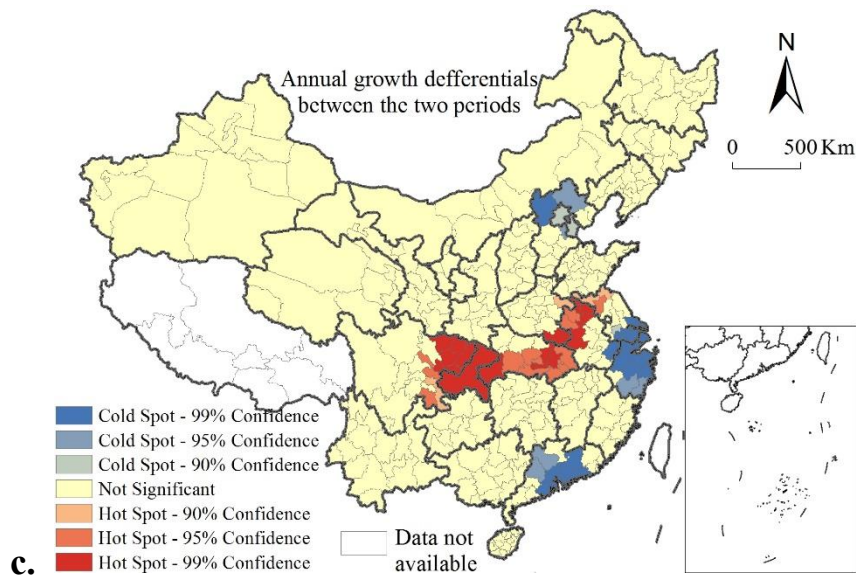 Annual growth defferentials
between the two periods
N
0 500 Km
Cold Spot - 99% Confidence
Cold Spot - 95% Confidence
Cold Spot - 90% Confidence
Not Significant
Hot Spot - 90% Confidence
Hot Spot - 95% Confidence
Hot Spot - 99% Confidence
Data not
available
c.